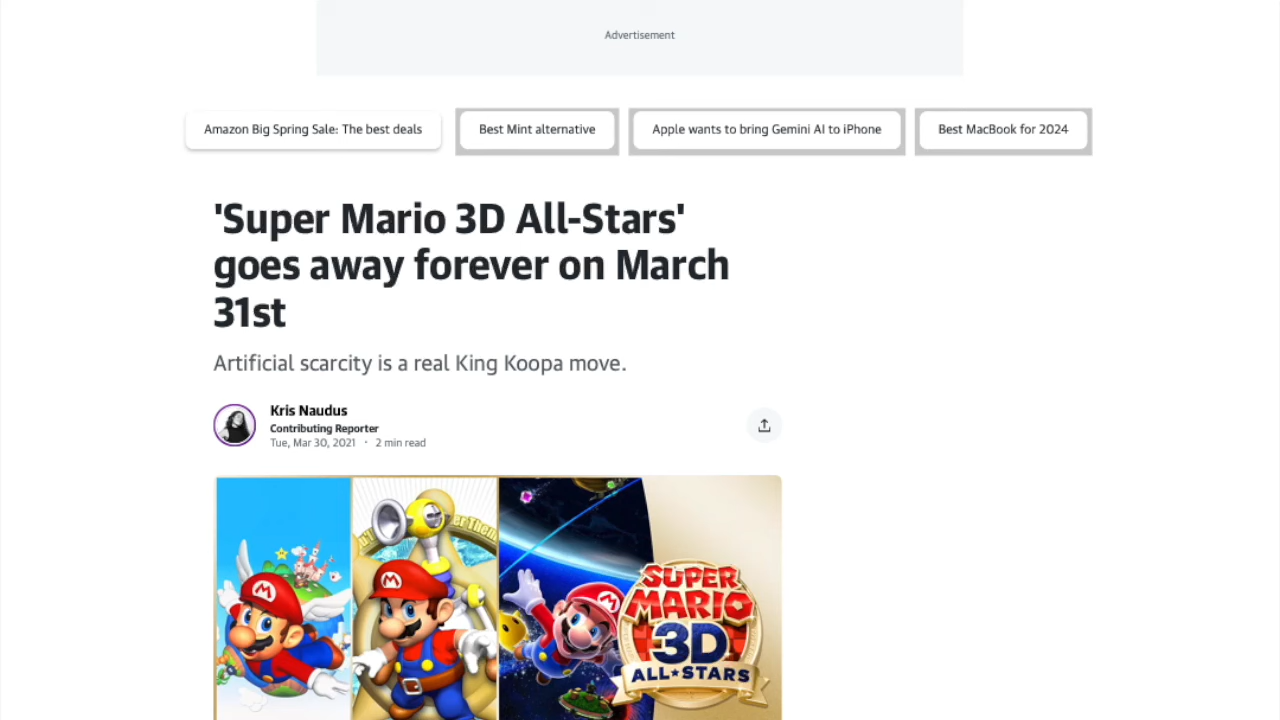 Advertisement
Amazon Big Spring Sale: The best deals
Best Mint alternative
Apple wants to bring Gemini AI to iPhone
Best MacBook for 2024
'Super Mario 3D All-Stars'
goes away forever on March
31st
Artificial scarcity is a real King Koopa move.
Kris Naudus
Contributing Reporter
Tue, Mar 30, 2021 · 2 min read
M
M
M
SUPER
MARIO
3D
ALL★STARS